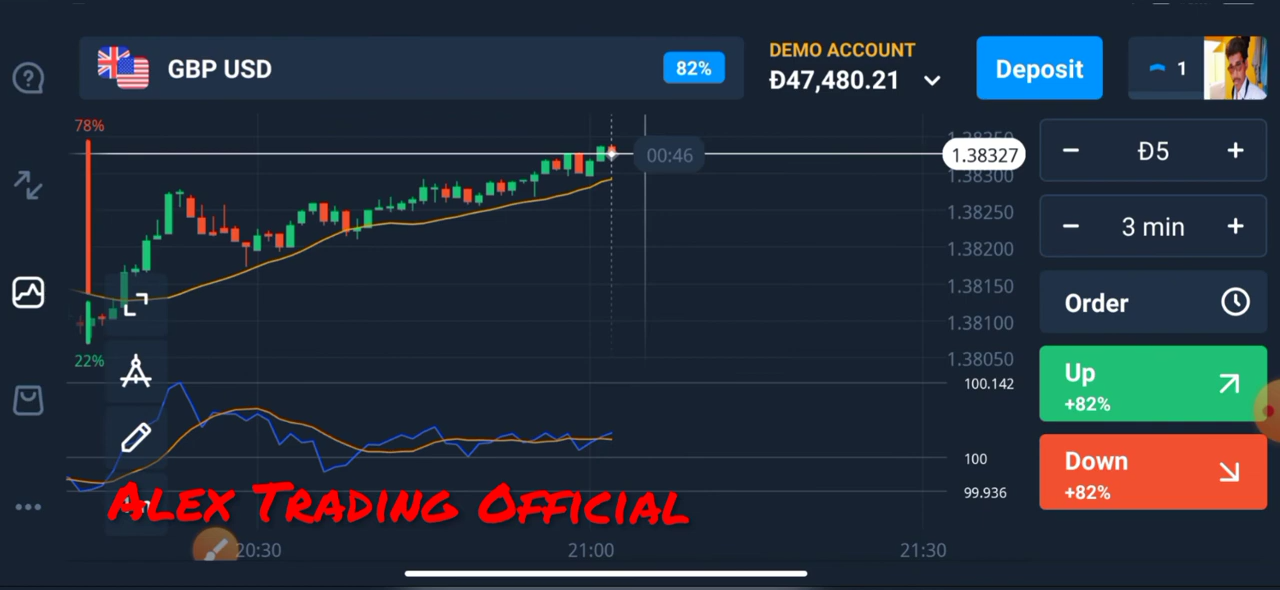 GBP USD
82%
DEMO ACCOUNT
Đ47,480.21
Deposit
1
78%
00:46
1.38350
1.38327
1.38300
1.38250
1.38200
1.38150
1.38100
1.38050
22%
100.142
100
99.936
Đ5
3 min
Order
Up
+82%
Down
+82%
ALEX TRADING OFFICIAL
20:30
21:00
21:30